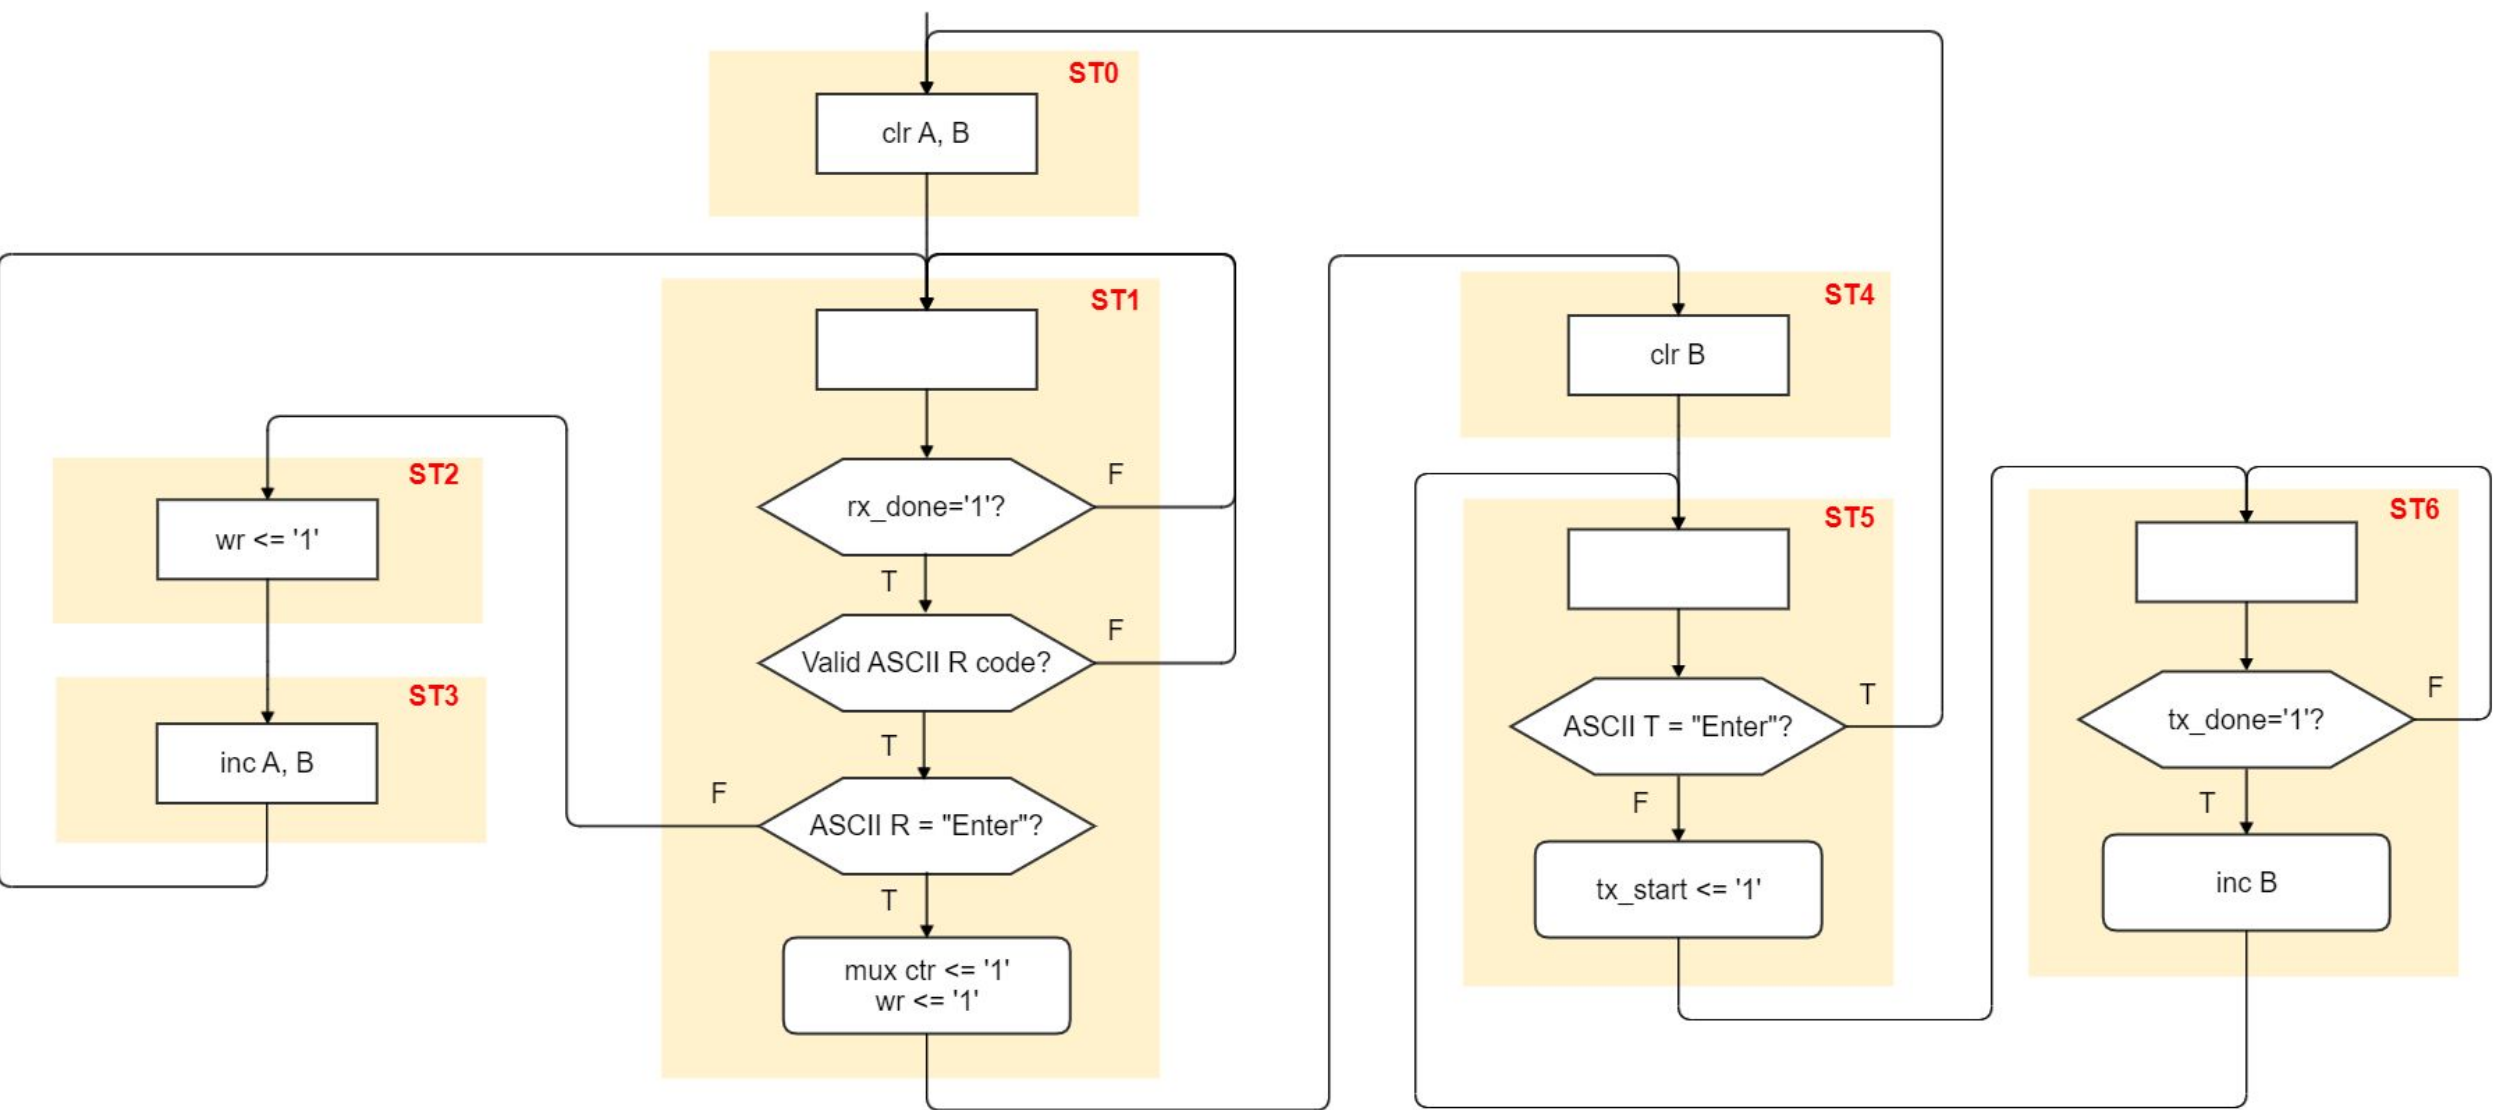 ST0
clr A, B
ST1
rx_done='1'?
F
T
Valid ASCII R code?
F
T
ASCII R = "Enter"?
F
T
mux ctr <= '1'
wr <= '1'
ST2
wr <= '1'
ST3
inc A, B
ST4
clr B
ST5
ASCII T = "Enter"?
T
F
tx_start <= '1'
ST6
tx_done='1'?
F
T
inc B